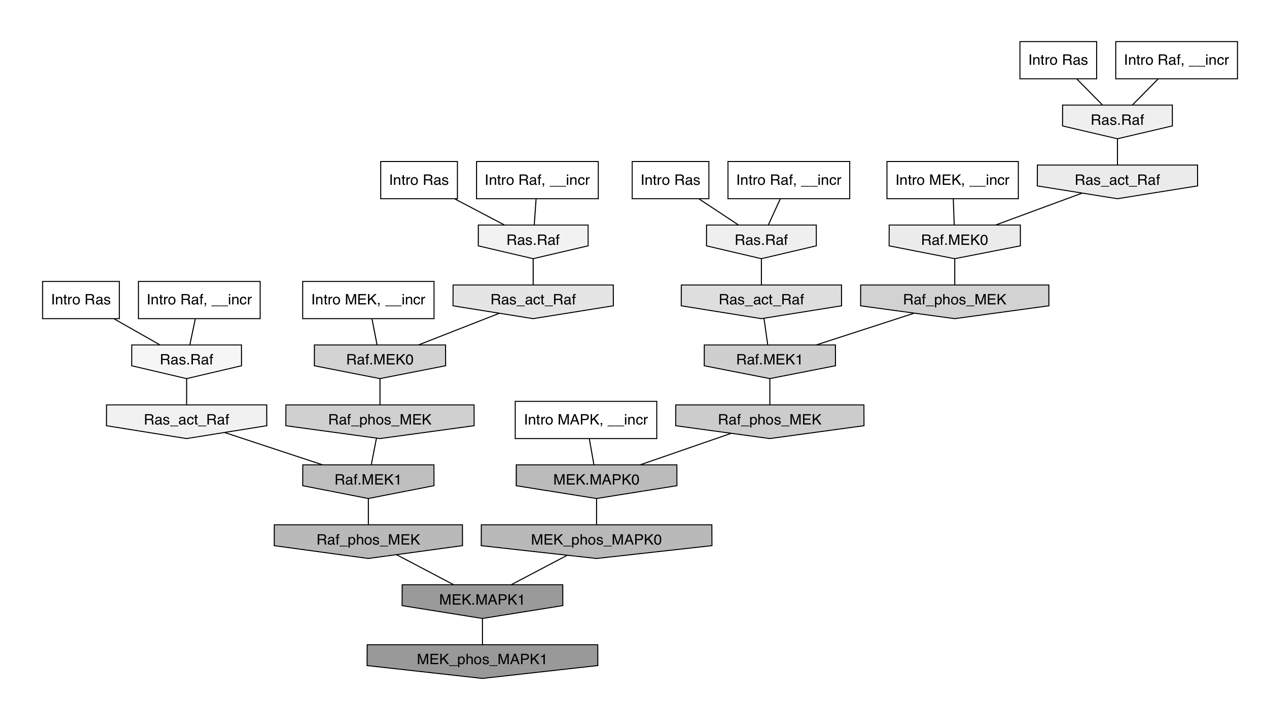 Intro Ras
Intro Raf, __incr
Ras.Raf
Intro Ras
Intro Raf, __incr
Intro Ras
Intro Raf, __incr
Intro MEK, __incr
Ras_act_Raf
Ras.Raf
Ras.Raf
Raf.MEK0
Intro Ras
Intro Raf, __incr
Intro MEK, __incr
Ras_act_Raf
Ras_act_Raf
Raf_phos_MEK
Ras.Raf
Raf.MEK0
Raf.MEK1
Ras_act_Raf
Raf_phos_MEK
Intro MAPK, __incr
Raf_phos_MEK
Raf.MEK1
MEK.MAPK0
Raf_phos_MEK
MEK_phos_MAPK0
MEK.MAPK1
MEK_phos_MAPK1